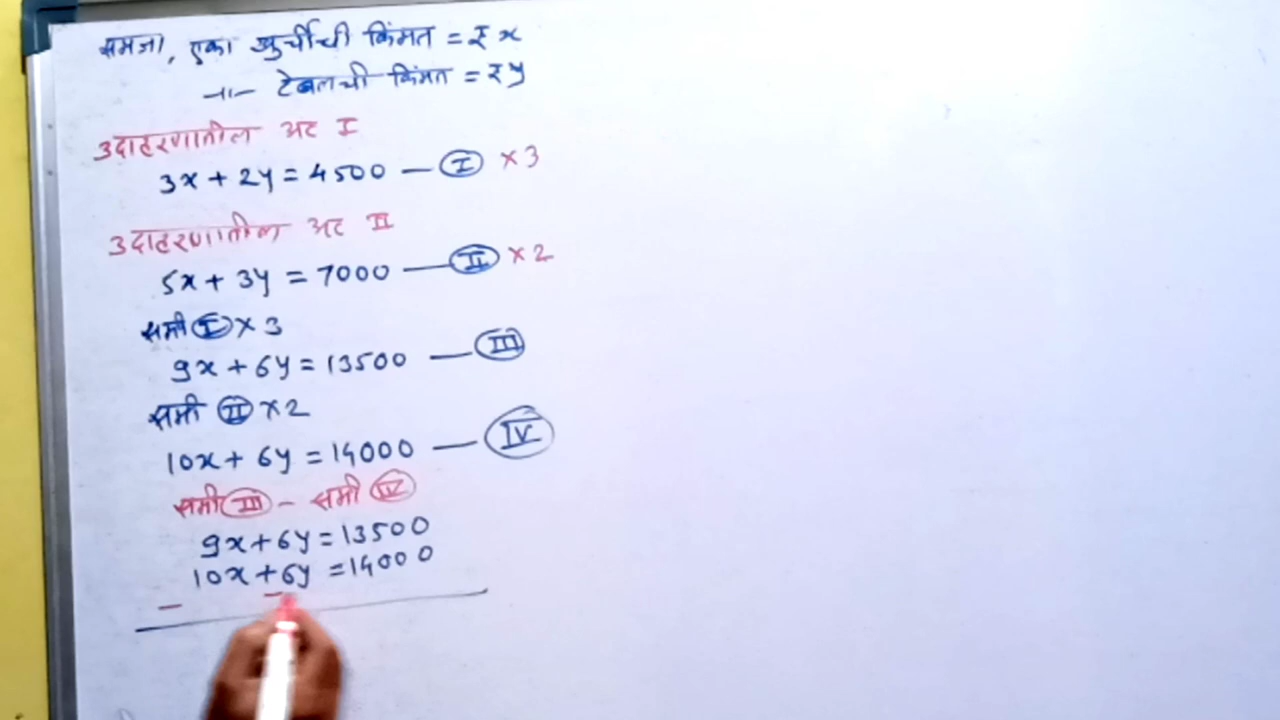 समजा, एका खुर्चीची किंमत = ₹ x
-〃- टेबलची किंमत = ₹ y
उदाहरणातील अट I
3x + 2y = 4500 — I × 3
उदाहरणातील अट II
5x + 3y = 7000 — II × 2
समी I × 3
9x + 6y = 13500 — III
समी II × 2
10x + 6y = 14000 — IV
समी III - समी IV
9x + 6y = 13500
10x + 6y = 14000
- -